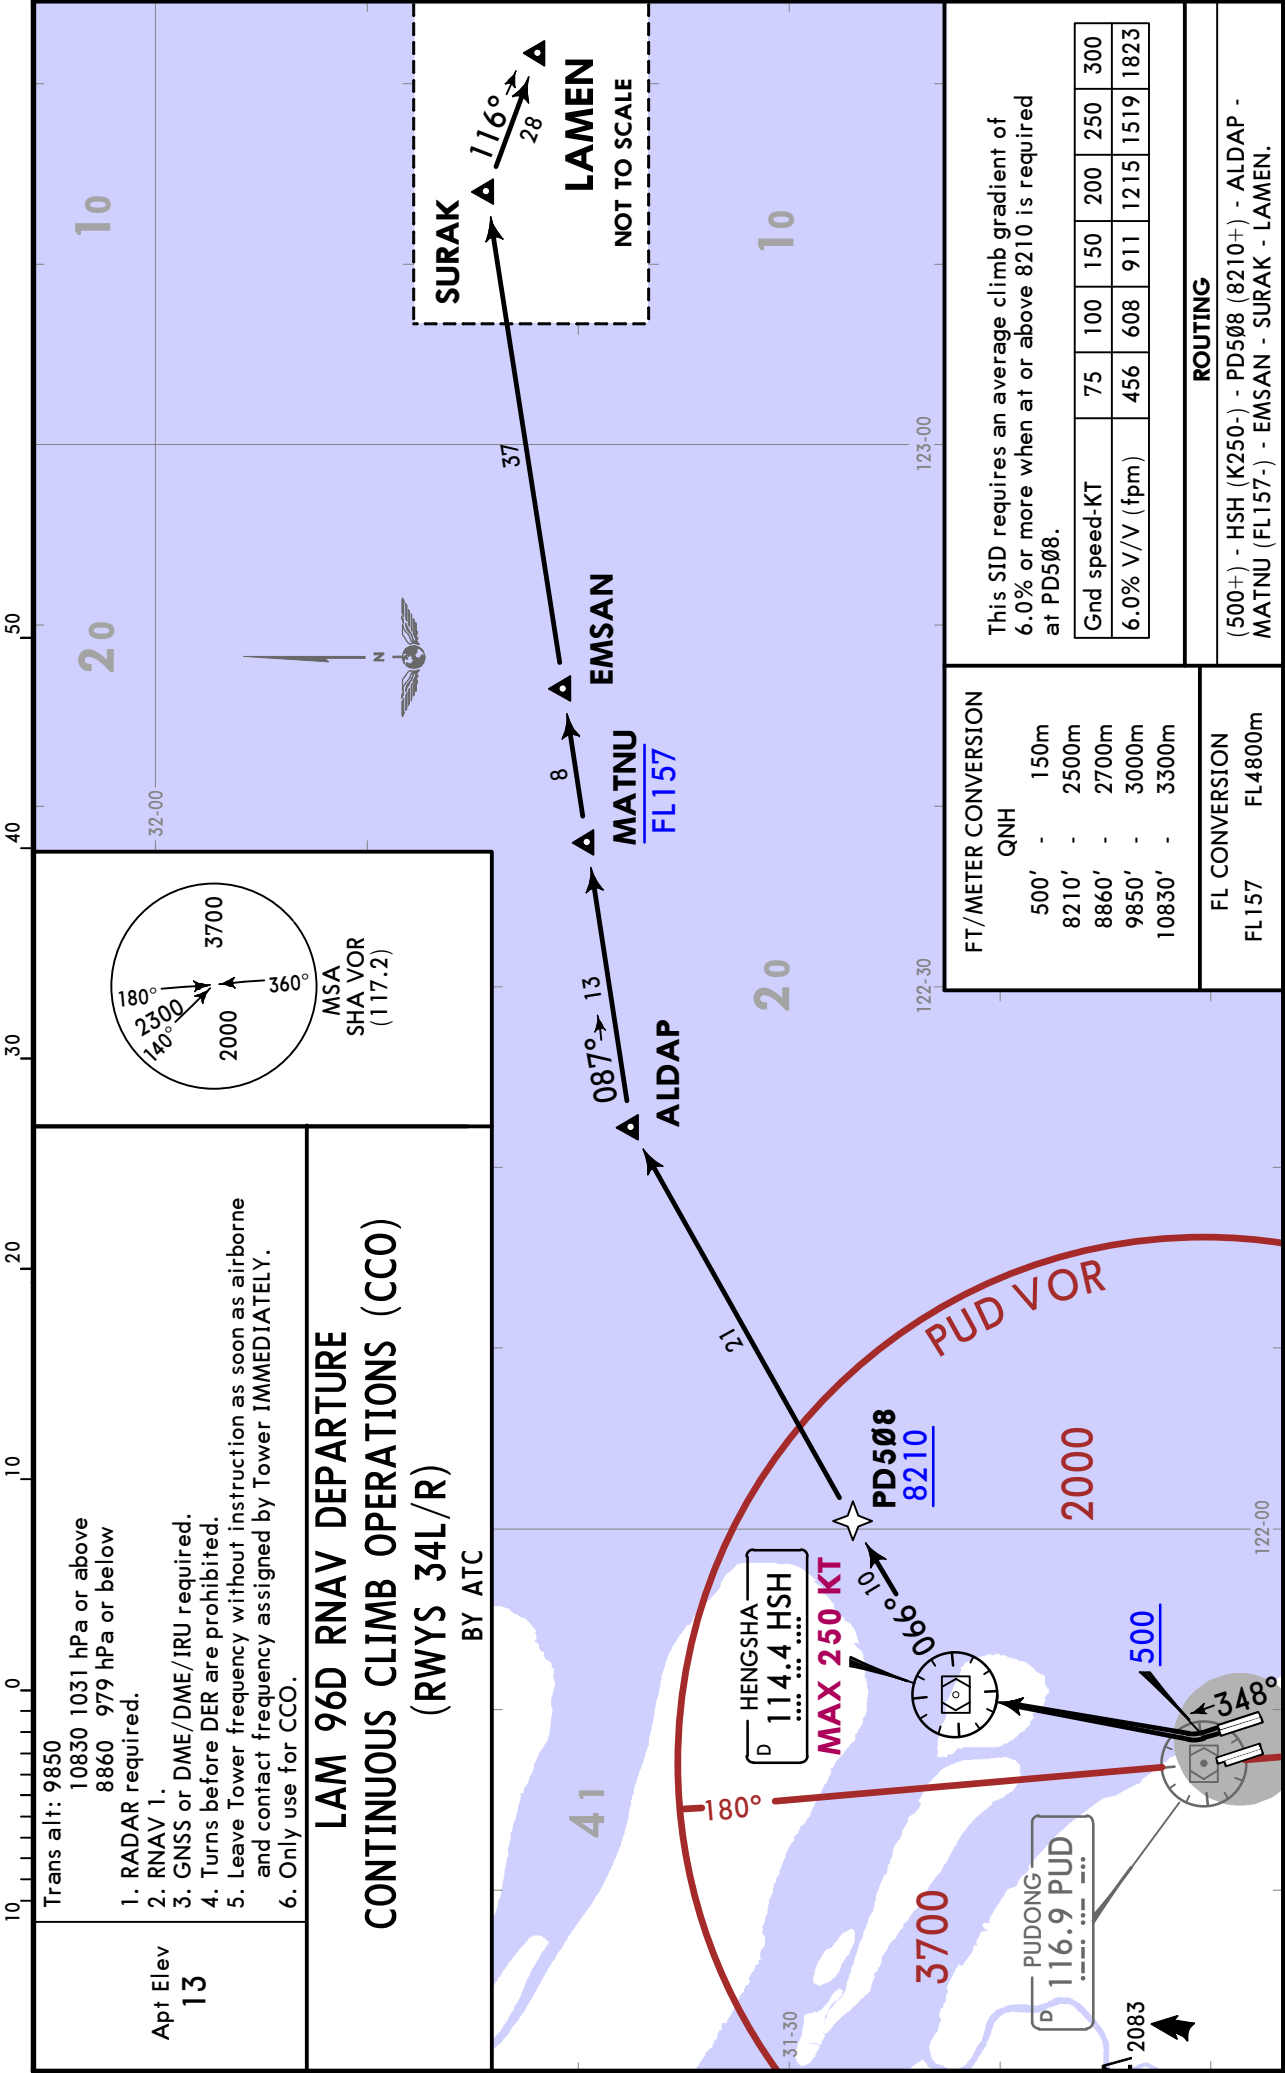 Apt Elev
13
Trans alt: 9850
10830 1031 hPa or above
8860 979 hPa or below
1. RADAR required.
2. RNAV 1.
3. GNSS or DME/DME/IRU required.
4. Turns before DER are prohibited.
5. Leave Tower frequency without instruction as soon as airborne
and contact frequency assigned by Tower IMMEDIATELY.
6. Only use for CCO.
LAM 96D RNAV DEPARTURE
CONTINUOUS CLIMB OPERATIONS (CCO)
(RWYS 34L/R)
BY ATC
180°
2300
140°
3700
2000
360°
MSA
SHA VOR
(117.2)
10
0
10
20
30
40
50
32-00
20
10
N
SURAK
116°
28
LAMEN
NOT TO SCALE
37
EMSAN
8
MATNU
FL157
087°
13
ALDAP
21
41
20
10
PUD VOR
HENGSHA
D
114.4 HSH
MAX 250 KT
066°
10
PD5Ø8
8210
180°
3700
2000
500
348°
PUDONG
D
116.9 PUD
2083
31-30
122-00
122-30
123-00
FT/METER CONVERSION
QNH
500' - 150m
8210' - 2500m
8860' - 2700m
9850' - 3000m
10830' - 3300m
FL CONVERSION
FL157 FL4800m
This SID requires an average climb gradient of
6.0% or more when at or above 8210 is required
at PD5Ø8.
Gnd speed-KT 75 100 150 200 250 300
6.0% V/V (fpm) 456 608 911 1215 1519 1823
ROUTING
(500+) - HSH (K250-) - PD5Ø8 (8210+) - ALDAP -
MATNU (FL157-) - EMSAN - SURAK - LAMEN.